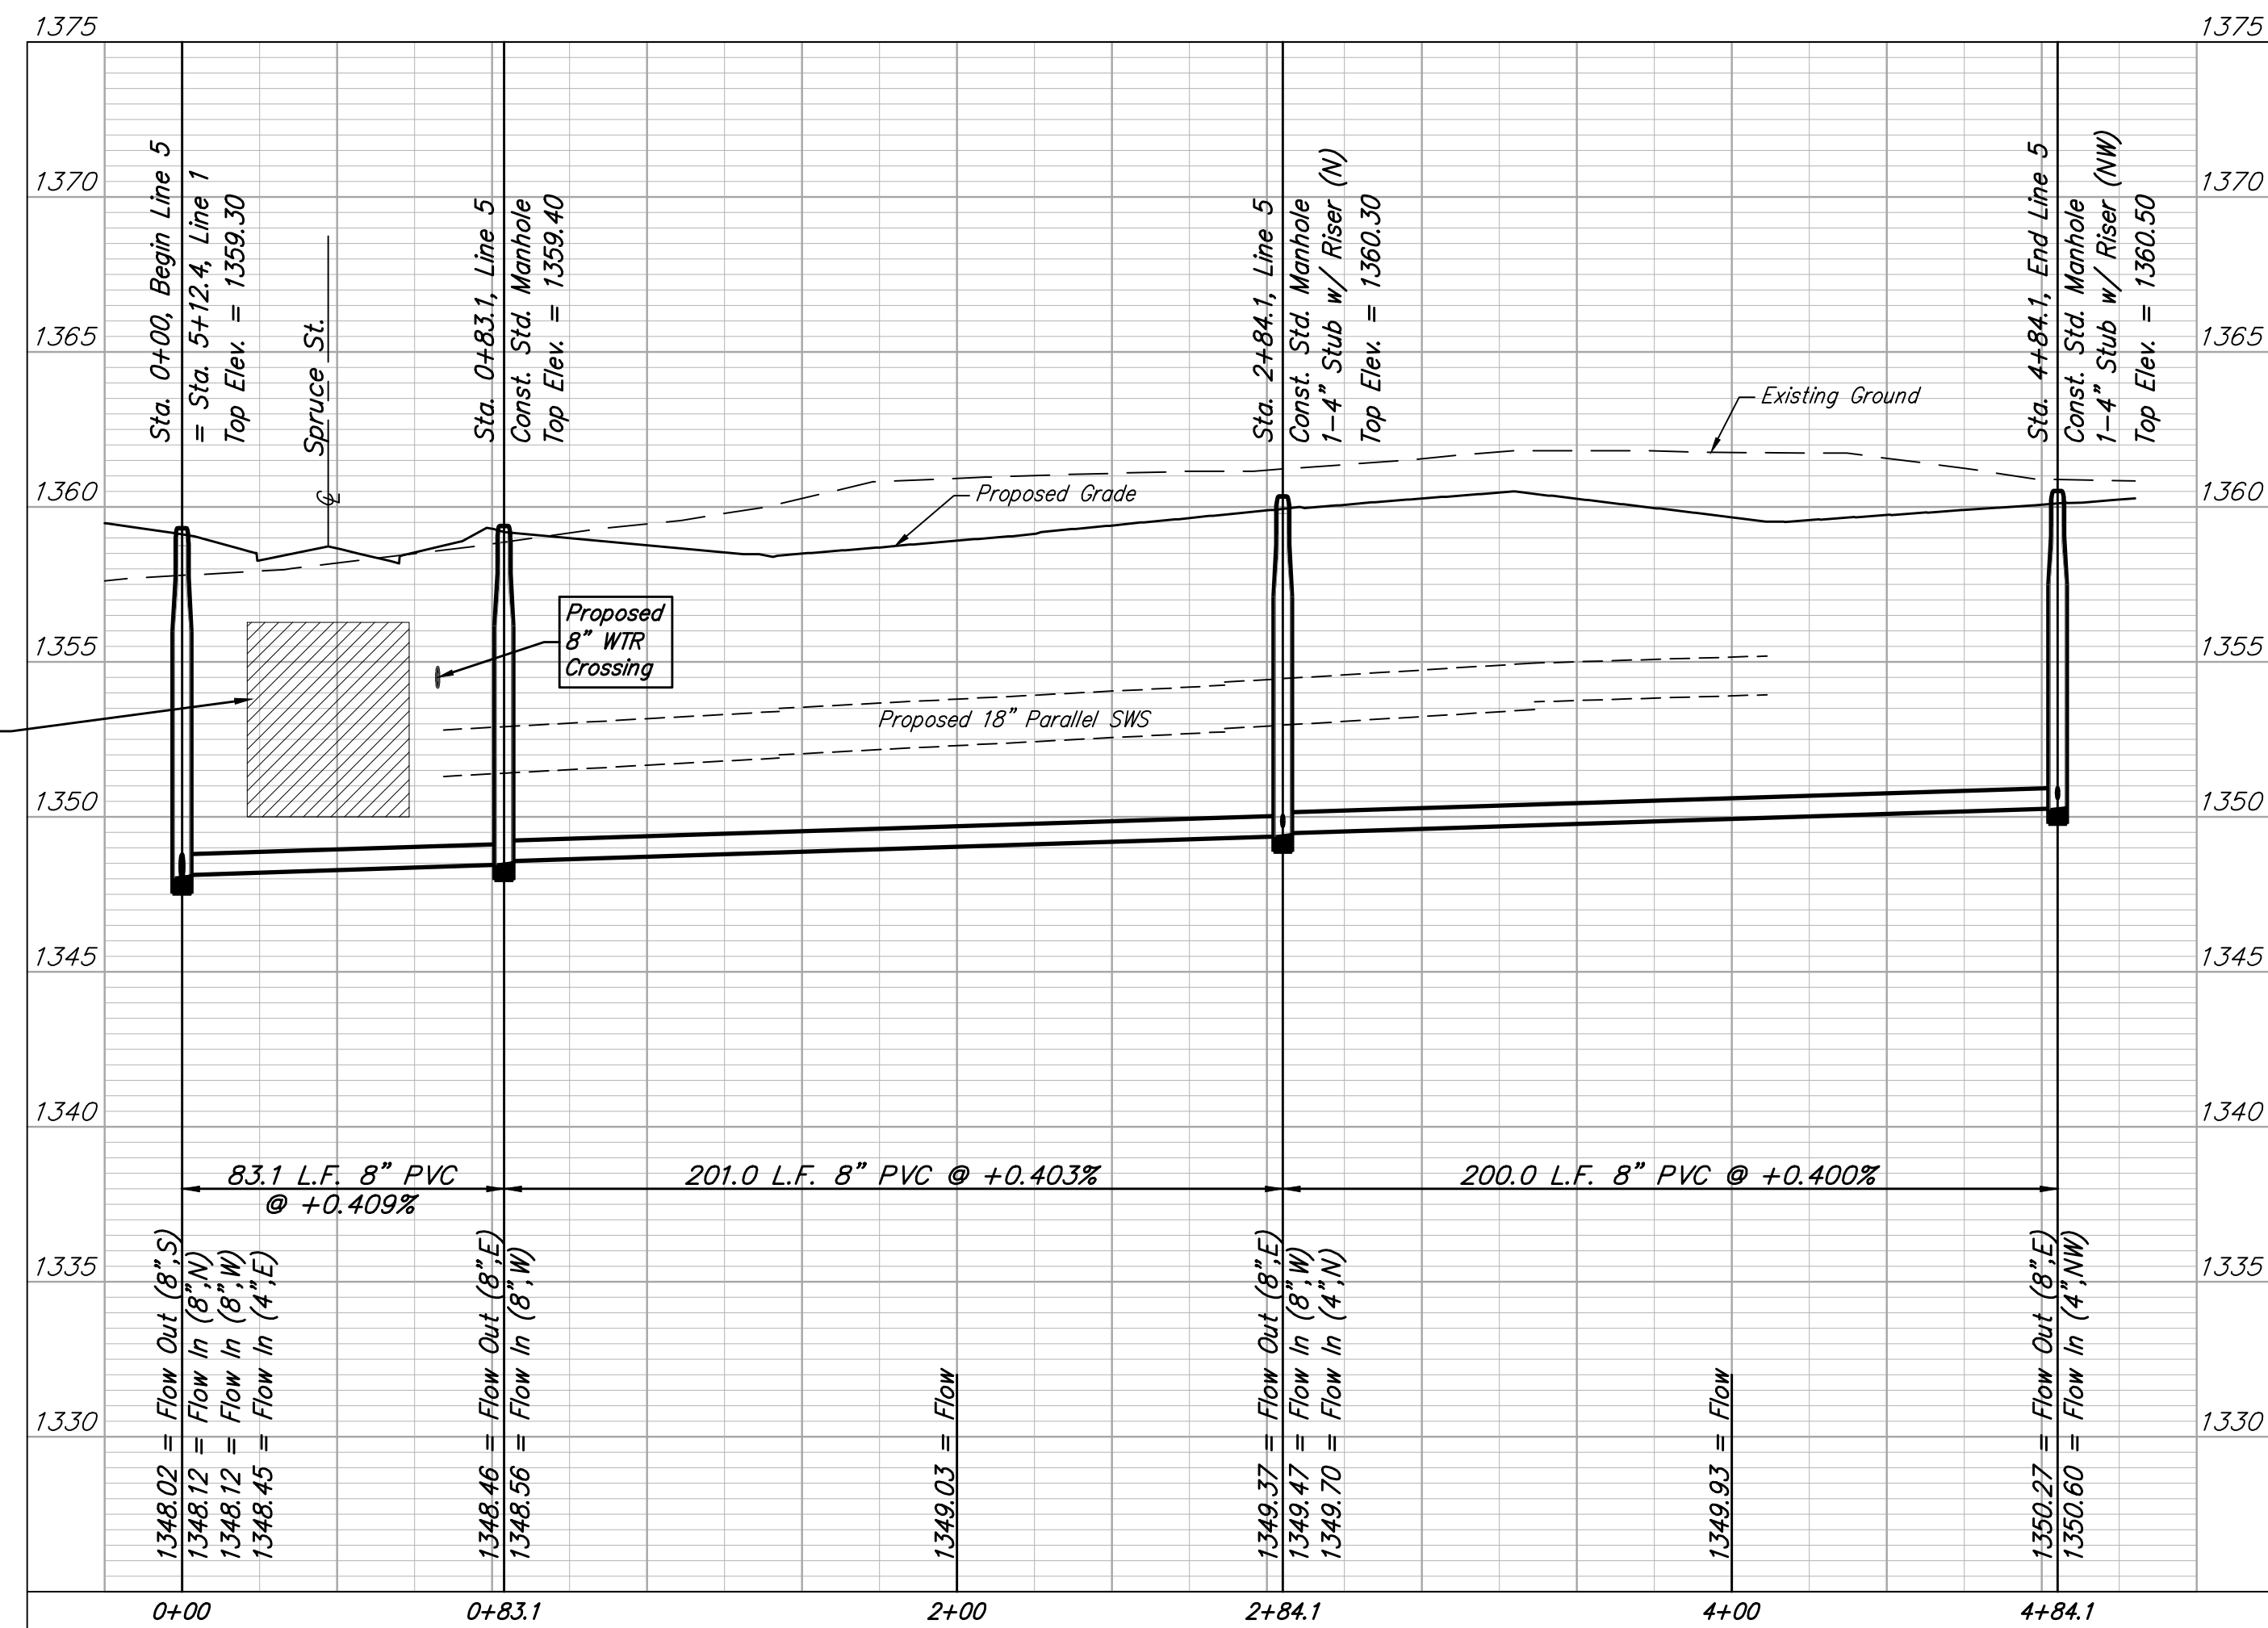 1375
1375
1370
1370
1365
1365
1360
1360
1355
1355
1350
1350
1345
1345
1340
1340
1335
1335
1330
1330
Sta. 0+00, Begin Line 5
= Sta. 5+12.4, Line 1
Top Elev. = 1359.30
Spruce St.
℄
Sta. 0+83.1, Line 5
Const. Std. Manhole
Top Elev. = 1359.40
Sta. 2+84.1, Line 5
Const. Std. Manhole
1-4" Stub w/ Riser (N)
Top Elev. = 1360.30
Sta. 4+84.1, End Line 5
Const. Std. Manhole
1-4" Stub w/ Riser (NW)
Top Elev. = 1360.50
Existing Ground
Proposed Grade
Proposed
8" WTR
Crossing
Proposed 18" Parallel SWS
83.1 L.F. 8" PVC
@ +0.409%
201.0 L.F. 8" PVC @ +0.403%
200.0 L.F. 8" PVC @ +0.400%
1348.02 = Flow Out (8",S)
1348.12 = Flow In (8",N)
1348.12 = Flow In (8",W)
1348.45 = Flow In (4",E)
1348.46 = Flow Out (8",E)
1348.56 = Flow In (8",W)
1349.03 = Flow
1349.37 = Flow Out (8",E)
1349.47 = Flow In (8",W)
1349.70 = Flow In (4",N)
1349.93 = Flow
1350.27 = Flow Out (8",E)
1350.60 = Flow In (4",NW)
0+00
0+83.1
2+00
2+84.1
4+00
4+84.1